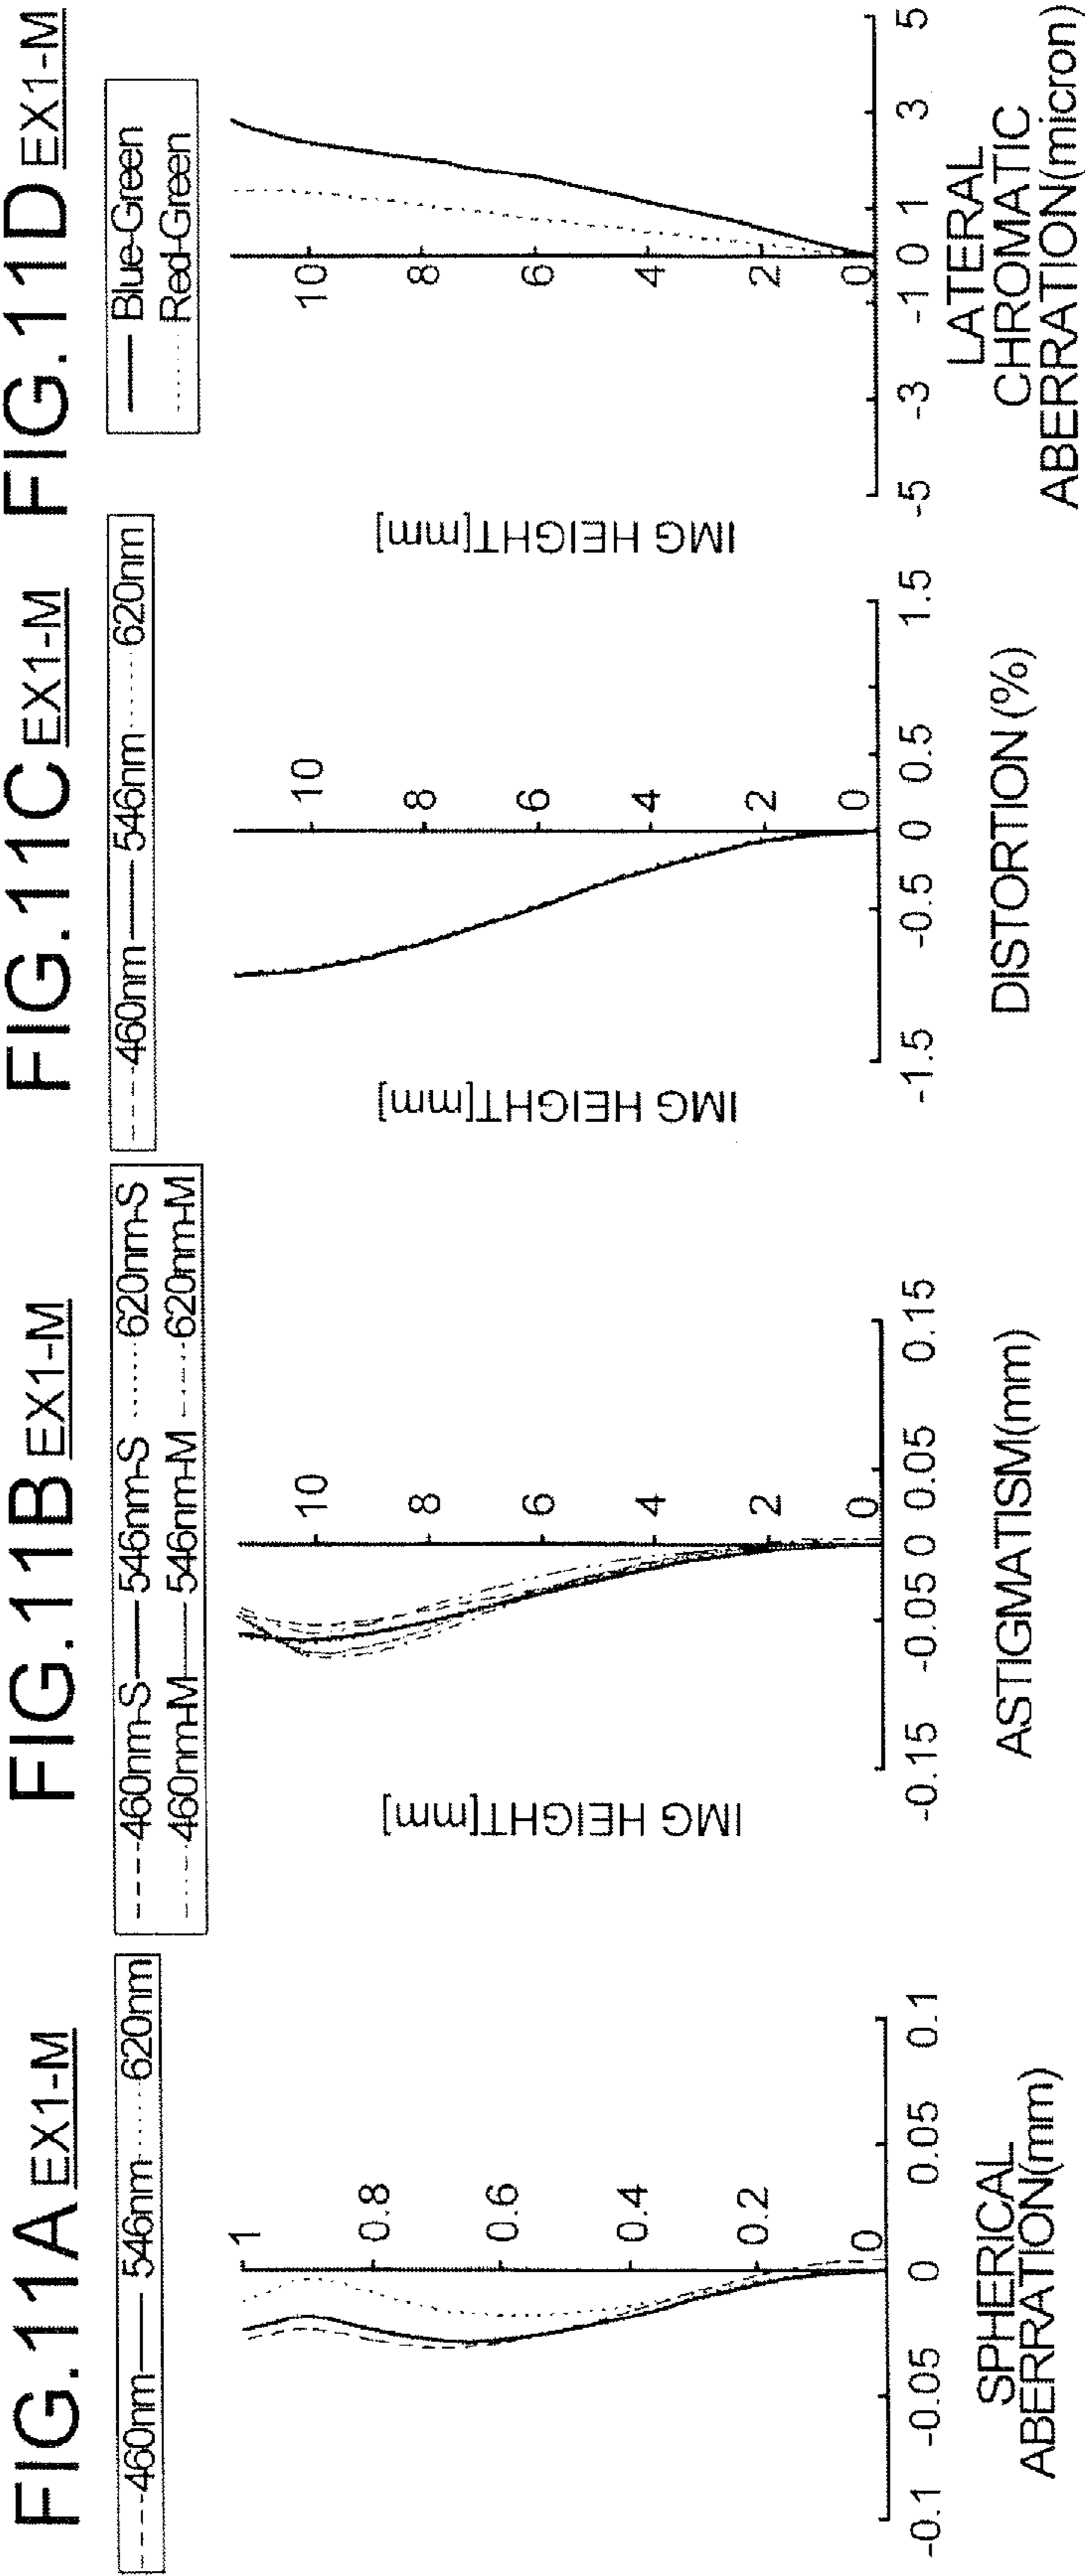 FIG.11A EX1-M
460nm 546nm 620nm
1
0.8
0.6
0.4
0.2
0
-0.1 -0.05 0 0.05 0.1
SPHERICAL
ABERRATION(mm)
FIG.11B EX1-M
460nm-S 546nm-S 620nm-S
460nm-M 546nm-M 620nm-M
IMG HEIGHT[mm]
10
8
6
4
2
0
-0.15 -0.05 0 0.05 0.15
ASTIGMATISM(mm)
FIG.11C EX1-M
460nm 546nm 620nm
IMG HEIGHT[mm]
10
8
6
4
2
0
-1.5 -0.5 0 0.5 1.5
DISTORTION (%)
FIG.11D EX1-M
Blue-Green
Red-Green
IMG HEIGHT[mm]
10
8
6
4
2
0
-5 -3 -1 0 1 3 5
LATERAL
CHROMATIC
ABERRATION(micron)